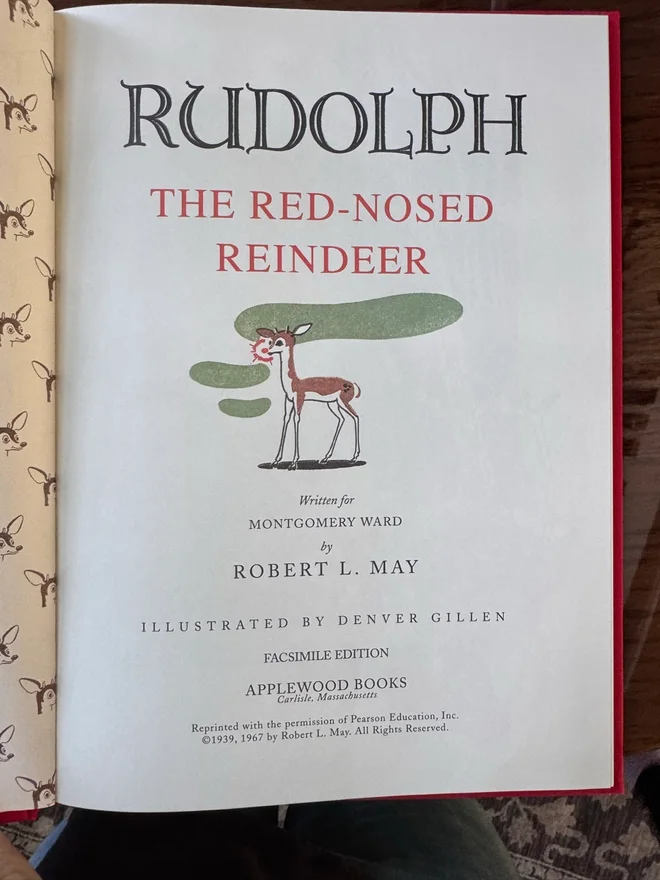 RUDOLPH
THE RED-NOSED
REINDEER
Written for
MONTGOMERY WARD
by
ROBERT L. MAY
ILLUSTRATED BY DENVER GILLEN
FACSIMILE EDITION
APPLEWOOD BOOKS
Carlisle, Massachusetts
Reprinted with the permission of Pearson Education, Inc.
©1939, 1967 by Robert L. May. All Rights Reserved.